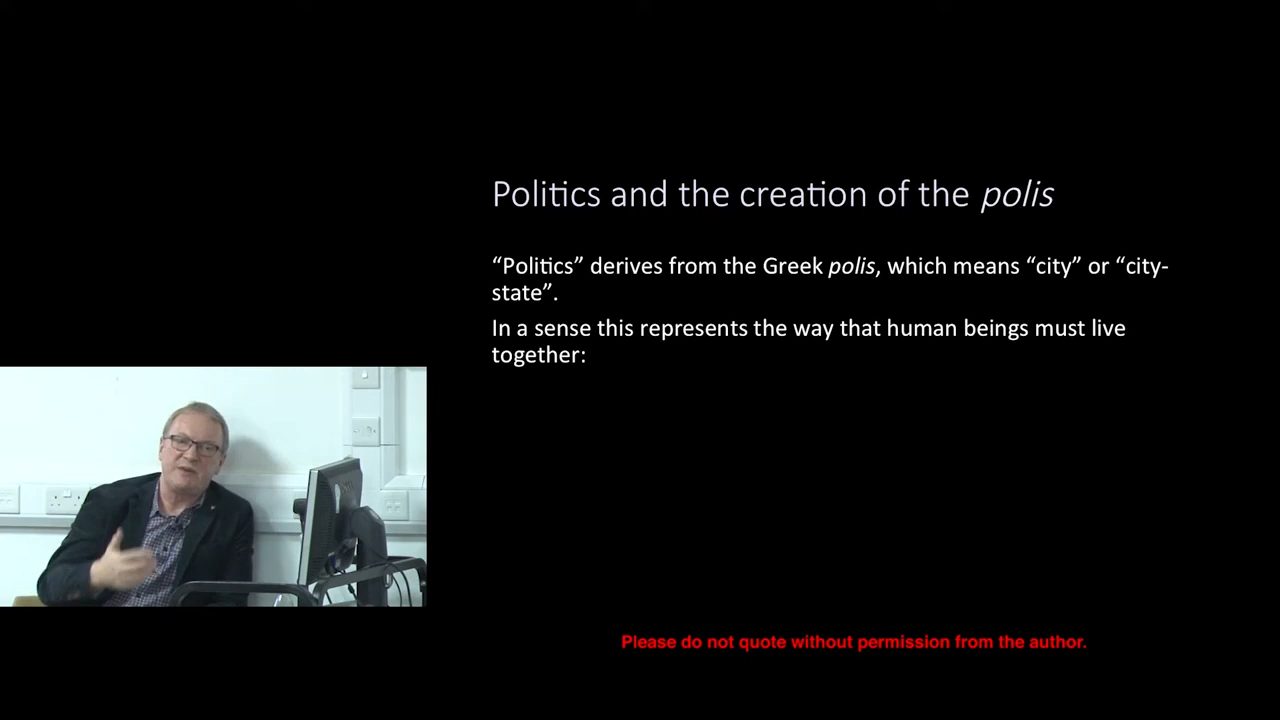 Politics and the creation of the polis
“Politics” derives from the Greek polis, which means “city” or “city-
state”.
In a sense this represents the way that human beings must live
together:
Please do not quote without permission from the author.